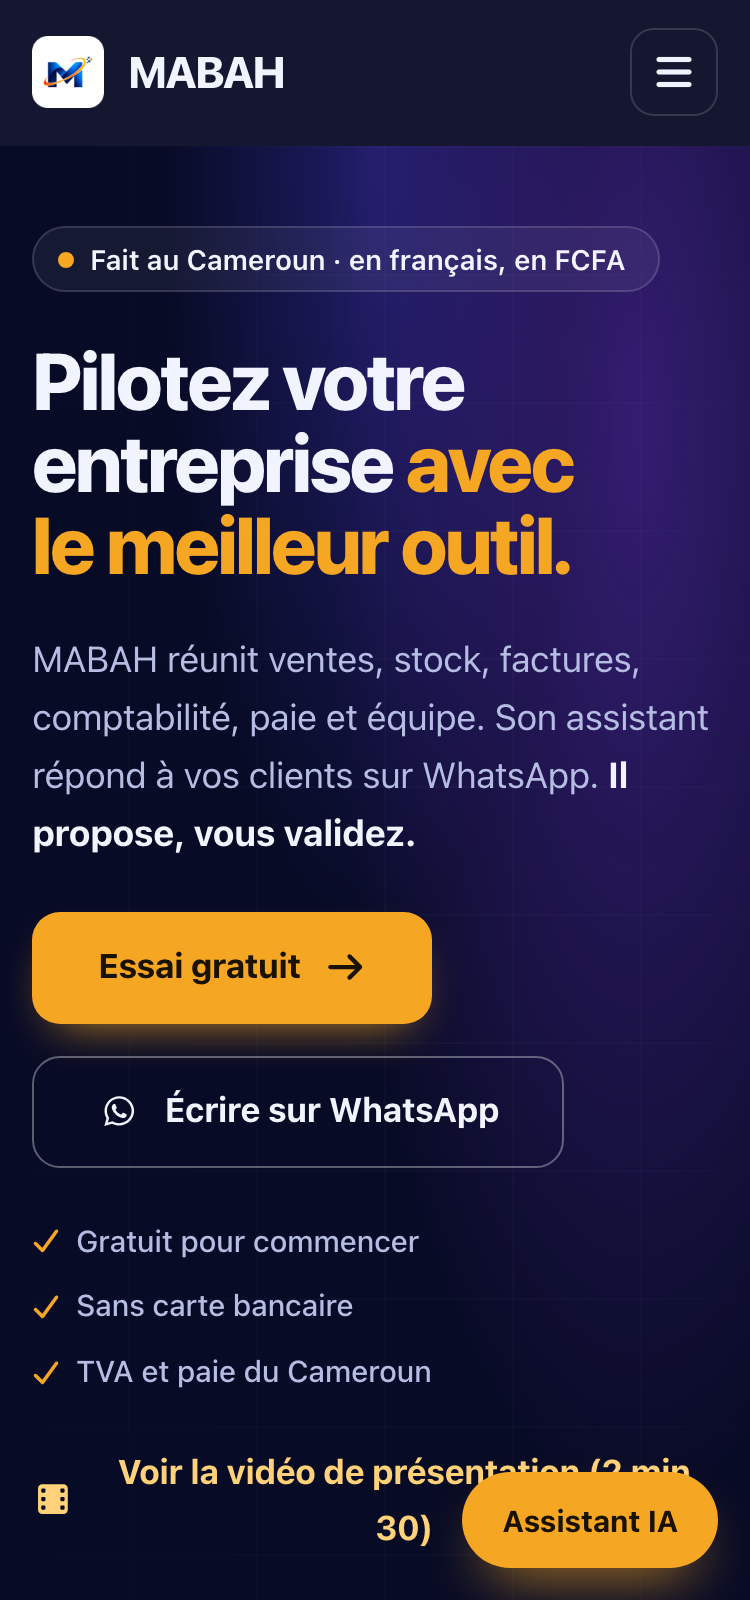 MABAH
Fait au Cameroun · en français, en FCFA
Pilotez votre
entreprise avec
le meilleur outil.
MABAH réunit ventes, stock, factures,
comptabilité, paie et équipe. Son assistant
répond à vos clients sur WhatsApp. Il
propose, vous validez.
Essai gratuit
Écrire sur WhatsApp
Gratuit pour commencer
Sans carte bancaire
TVA et paie du Cameroun
Voir la vidéo de présentation (2 min
30)
Assistant IA